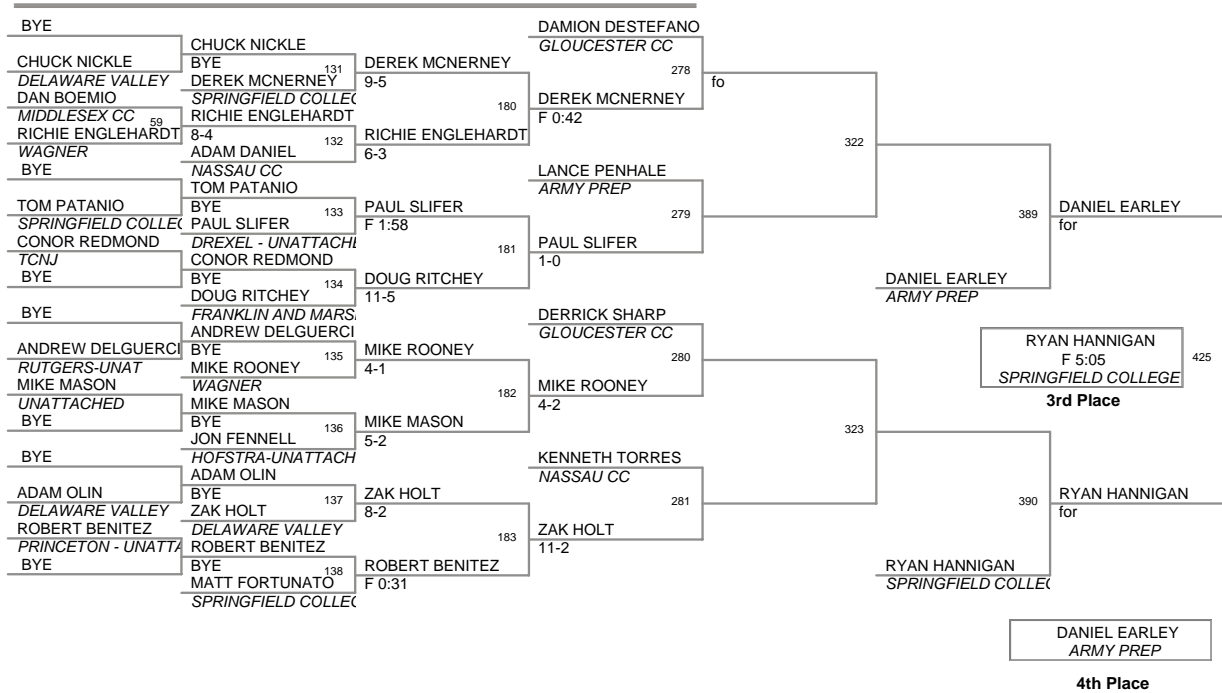 BYE
CHUCK NICKLE
DELAWARE VALLEY
DAN BOEMIO
MIDDLESEX CC
59
RICHIE ENGLEHARDT
WAGNER
BYE
TOM PATANIO
SPRINGFIELD COLLEG
CONOR REDMOND
TCNJ
BYE
BYE
ANDREW DELGUERCI
RUTGERS-UNAT
MIKE MASON
UNATTACHED
BYE
BYE
ADAM OLIN
DELAWARE VALLEY
ROBERT BENITEZ
PRINCETON - UNATTA
BYE
CHUCK NICKLE
BYE
131
DEREK MCNERNEY
SPRINGFIELD COLLEG
RICHIE ENGLEHARDT
8-4
132
ADAM DANIEL
NASSAU CC
TOM PATANIO
BYE
133
PAUL SLIFER
DREXEL - UNATTACHE
CONOR REDMOND
BYE
134
DOUG RITCHEY
FRANKLIN AND MARS
ANDREW DELGUERCI
BYE
135
MIKE ROONEY
WAGNER
MIKE MASON
BYE
136
JON FENNELL
HOFSTRA-UNATTACH
ADAM OLIN
BYE
137
ZAK HOLT
DELAWARE VALLEY
ROBERT BENITEZ
BYE
138
MATT FORTUNATO
SPRINGFIELD COLLEG
DEREK MCNERNEY
9-5
180
RICHIE ENGLEHARDT
6-3
PAUL SLIFER
F 1:58
181
DOUG RITCHEY
11-5
MIKE ROONEY
4-1
182
MIKE MASON
5-2
ZAK HOLT
8-2
183
ROBERT BENITEZ
F 0:31
DAMION DESTEFANO
GLOUCESTER CC
278
DEREK MCNERNEY
F 0:42
LANCE PENHALE
ARMY PREP
279
PAUL SLIFER
1-0
DERRICK SHARP
GLOUCESTER CC
280
MIKE ROONEY
4-2
KENNETH TORRES
NASSAU CC
281
ZAK HOLT
11-2
fo
322
323
DANIEL EARLEY
ARMY PREP
389
RYAN HANNIGAN
SPRINGFIELD COLLEG
390
DANIEL EARLEY
for
RYAN HANNIGAN
F 5:05
SPRINGFIELD COLLEGE
425
3rd Place
RYAN HANNIGAN
for
DANIEL EARLEY
ARMY PREP
4th Place